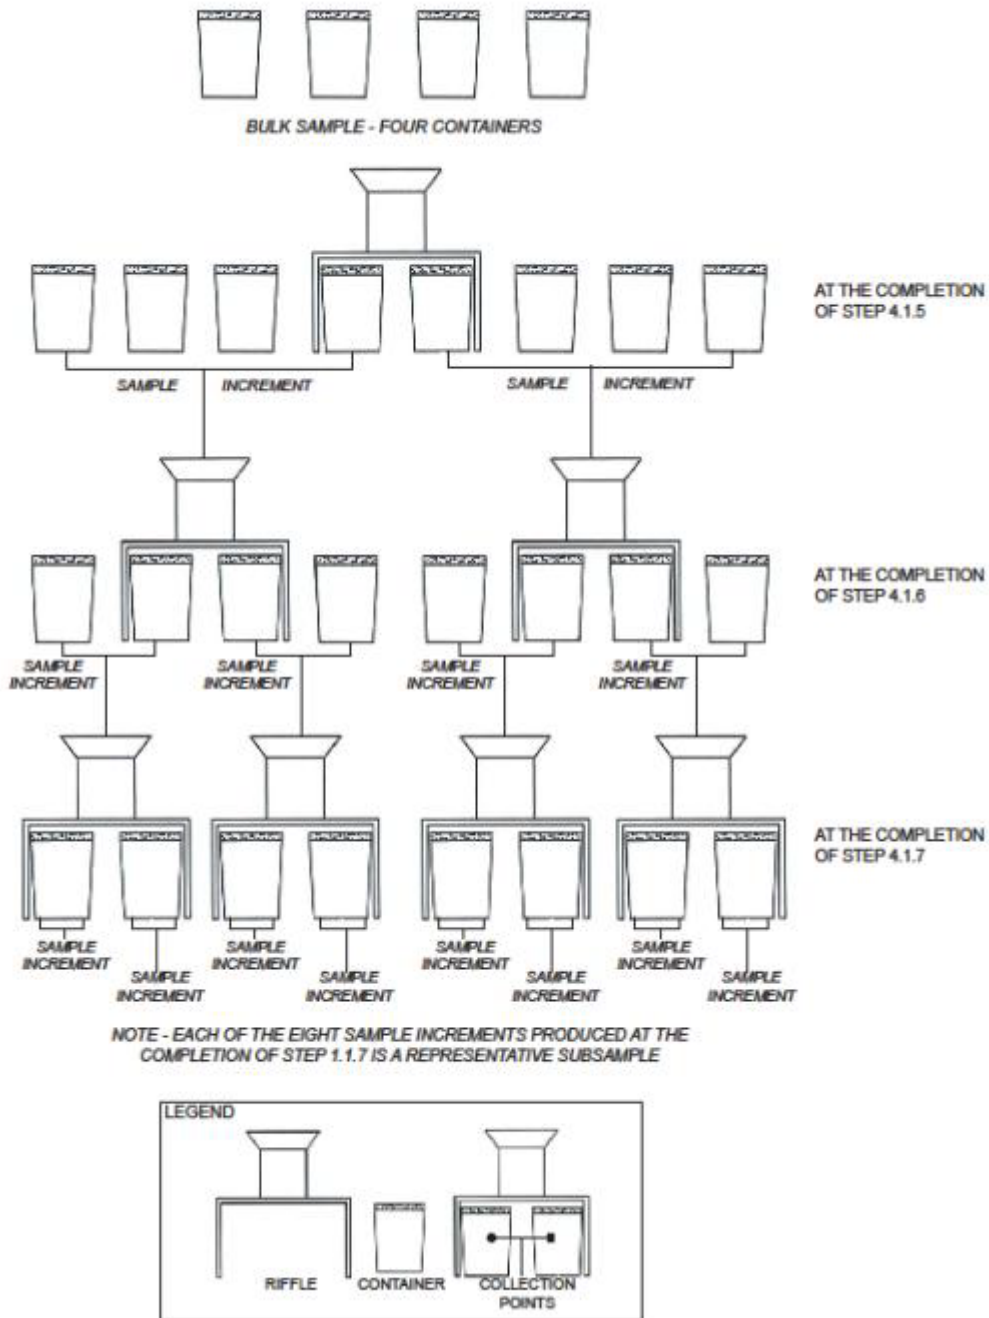 BULK SAMPLE - FOUR CONTAINERS
AT THE COMPLETION
OF STEP 4.1.5
SAMPLE INCREMENT
SAMPLE INCREMENT
AT THE COMPLETION
OF STEP 4.1.6
SAMPLE
INCREMENT
SAMPLE
INCREMENT
SAMPLE
INCREMENT
SAMPLE
INCREMENT
AT THE COMPLETION
OF STEP 4.1.7
SAMPLE
INCREMENT
SAMPLE
INCREMENT
SAMPLE
INCREMENT
SAMPLE
INCREMENT
SAMPLE
INCREMENT
SAMPLE
INCREMENT
SAMPLE
INCREMENT
SAMPLE
INCREMENT
NOTE - EACH OF THE EIGHT SAMPLE INCREMENTS PRODUCED AT THE
COMPLETION OF STEP 1.1.7 IS A REPRESENTATIVE SUBSAMPLE
LEGEND
RIFFLE
CONTAINER
COLLECTION
POINTS